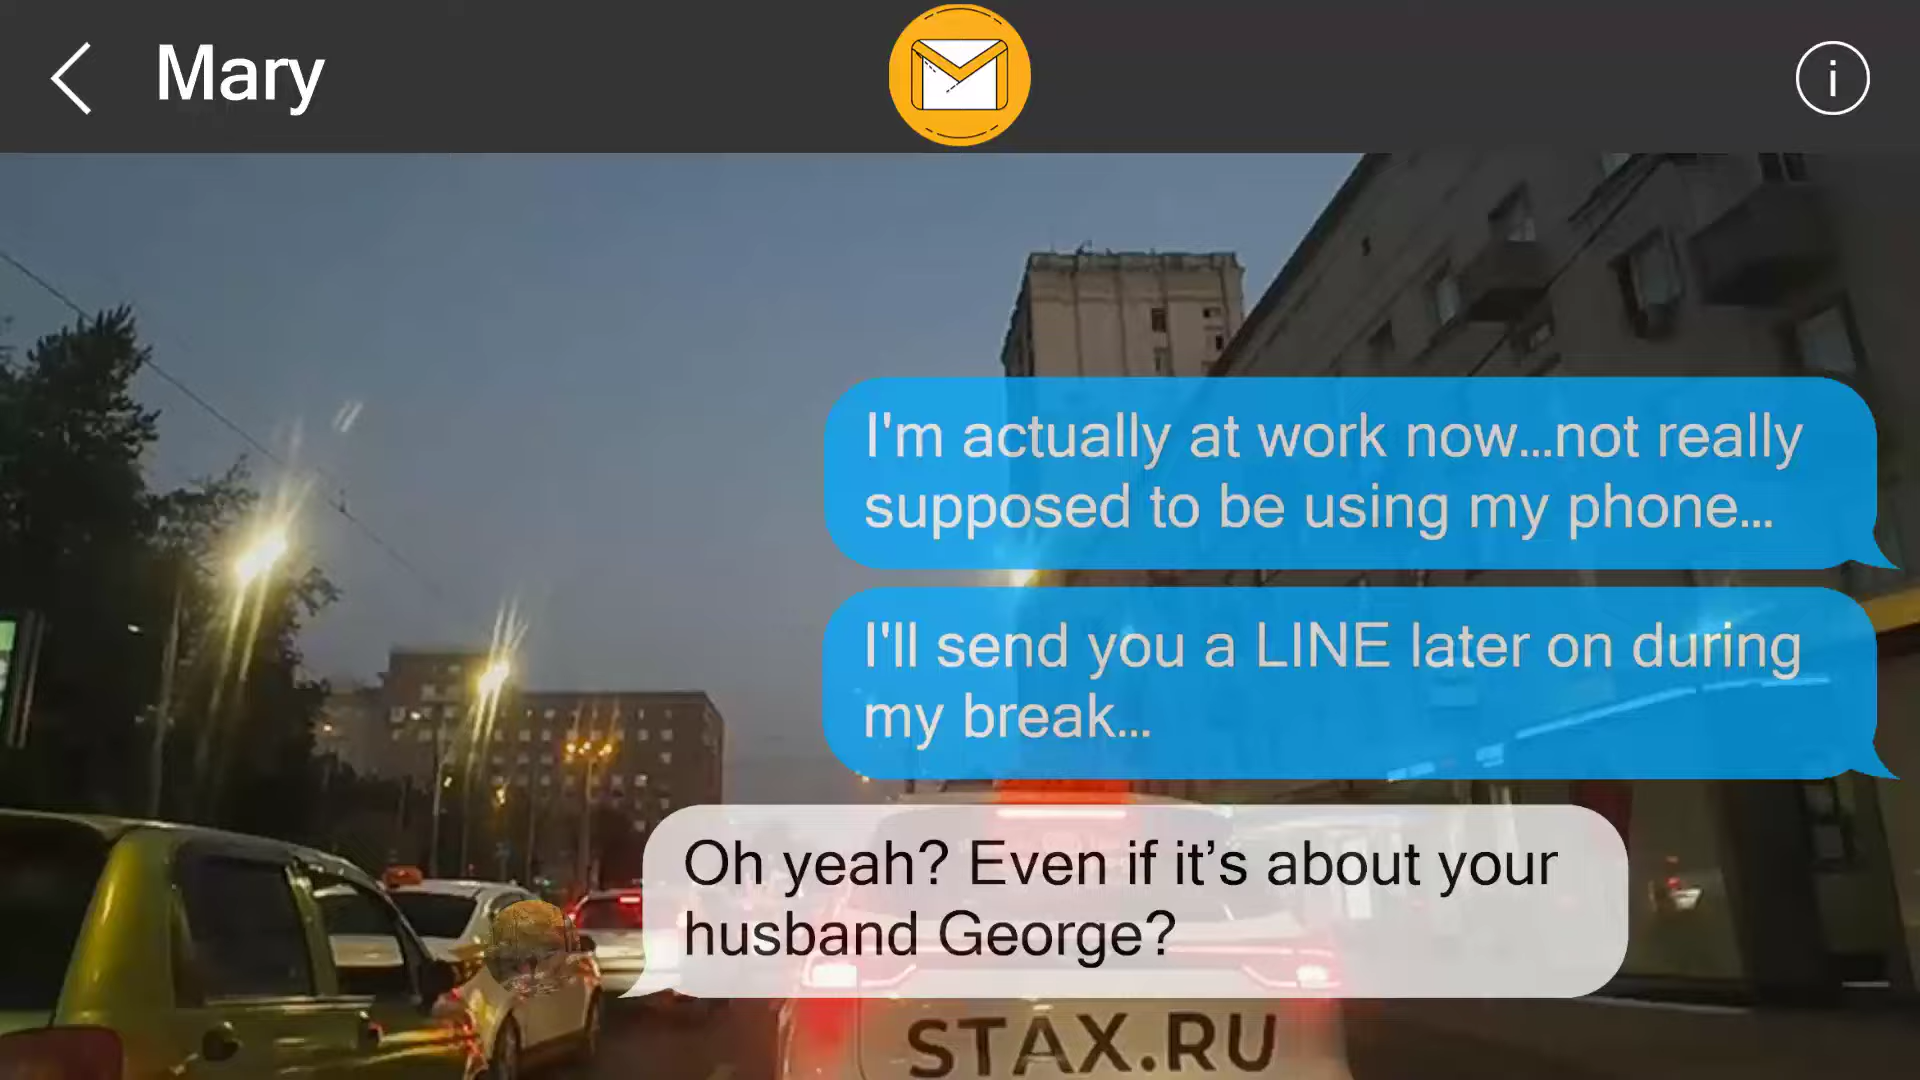 Mary
I'm actually at work now...not really
supposed to be using my phone...
I'll send you a LINE later on during
my break...
Oh yeah? Even if it’s about your
husband George?
STAX.RU